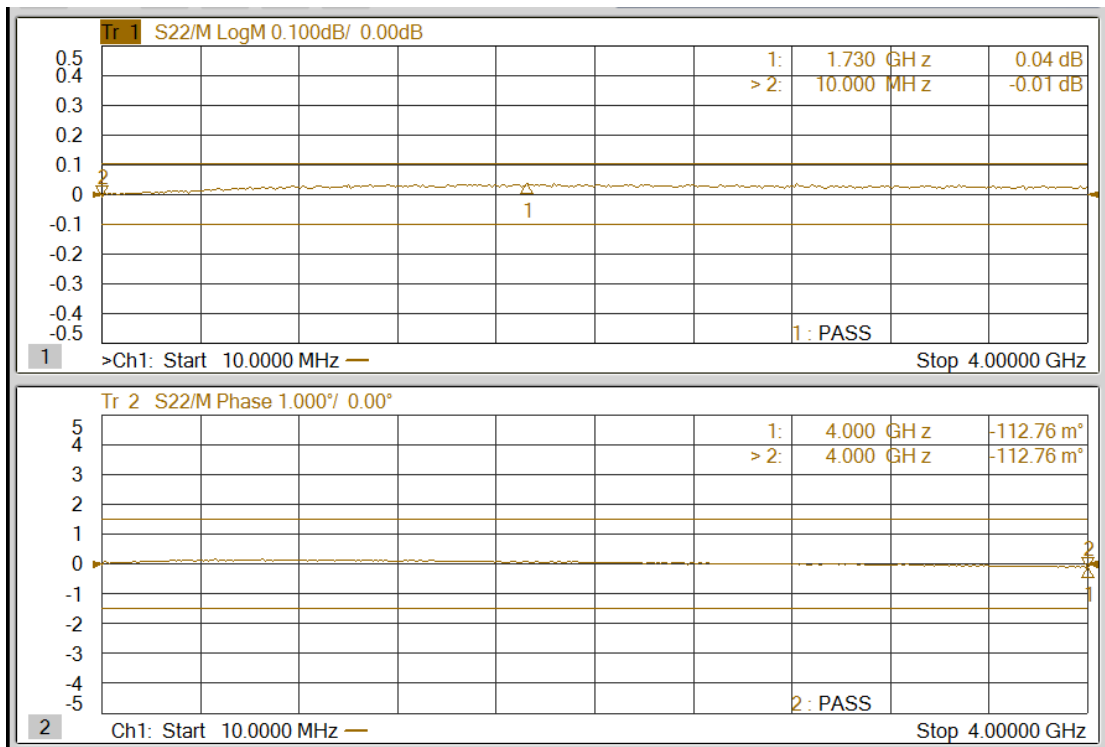 Tr 1 S22/M LogM 0.100dB/ 0.00dB
0.5
0.4
0.3
0.2
0.1
0
-0.1
-0.2
-0.3
-0.4
-0.5
1: 1.730 GHz 0.04 dB
> 2: 10.000 MHz -0.01 dB
2
1
1 : PASS
1 >Ch1: Start 10.0000 MHz Stop 4.00000 GHz
Tr 2 S22/M Phase 1.000°/ 0.00°
5
4
3
2
1
0
-1
-2
-3
-4
-5
1: 4.000 GHz -112.76 m°
> 2: 4.000 GHz -112.76 m°
2
1
2 : PASS
2 Ch1: Start 10.0000 MHz Stop 4.00000 GHz